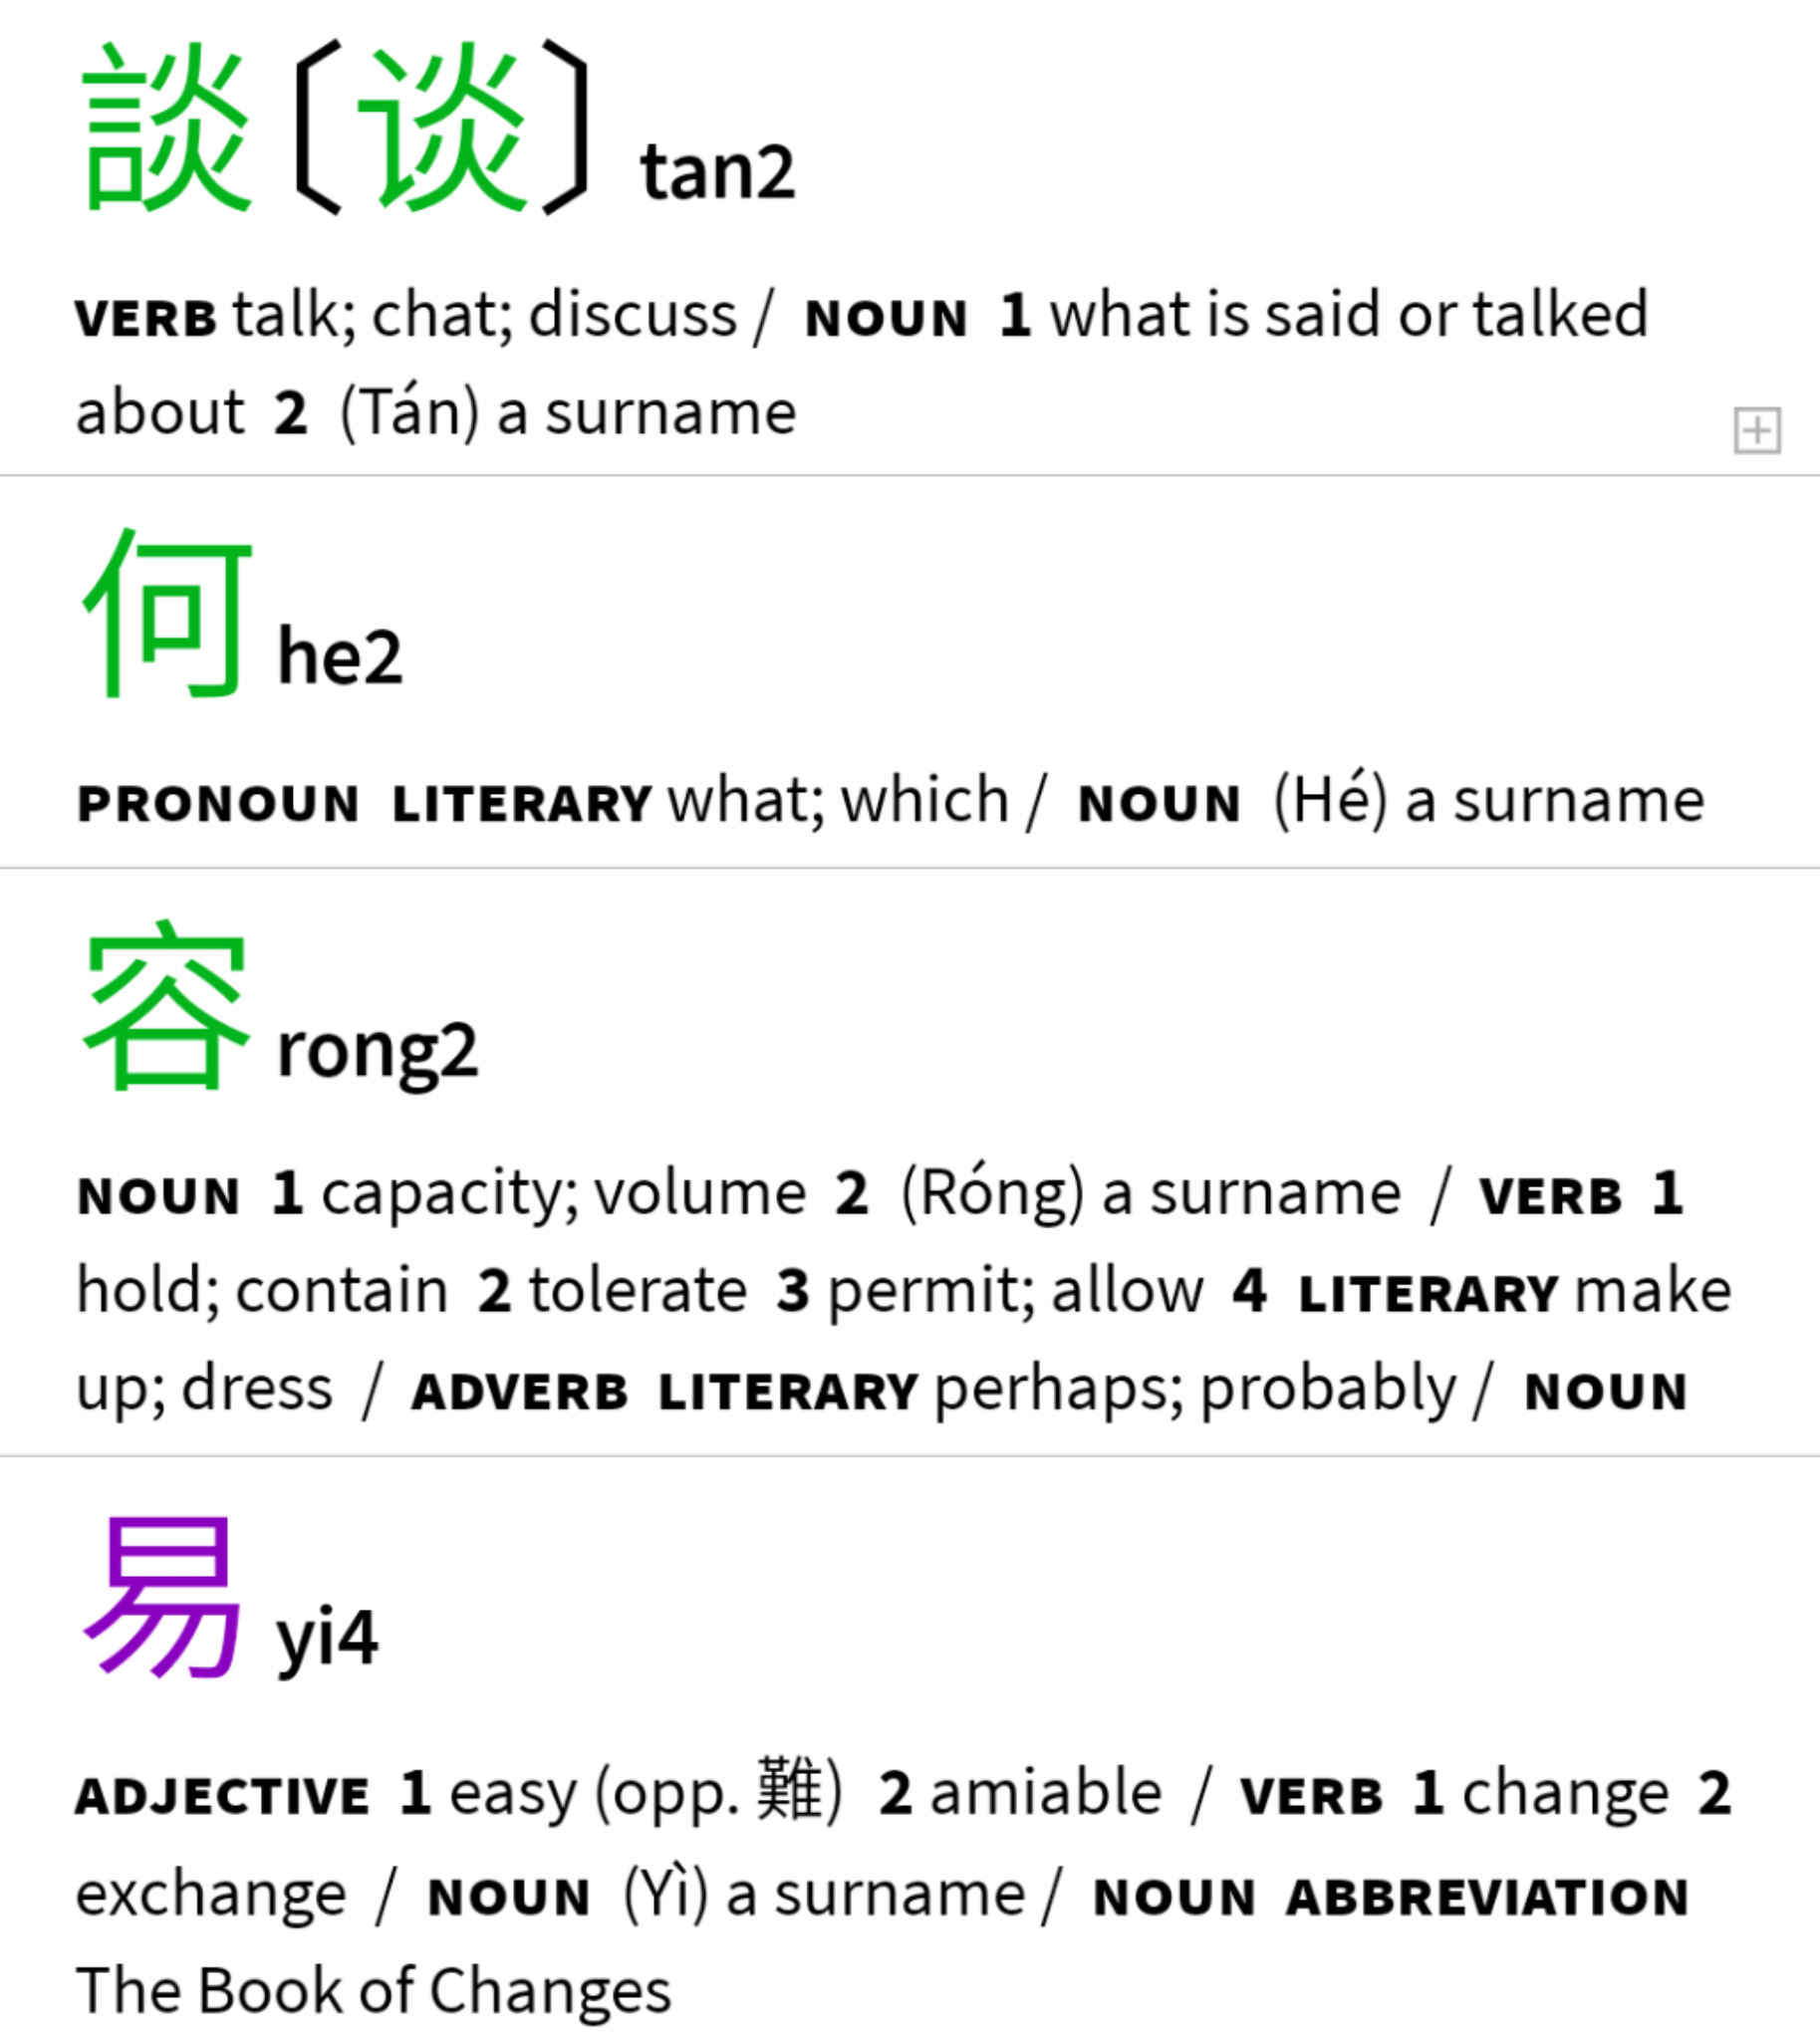 談〔谈〕 tan2
VERB talk; chat; discuss / NOUN 1 what is said or talked
about 2 (Tán) a surname
何 he2
PRONOUN LITERARY what; which / NOUN (Hé) a surname
容 rong2
NOUN 1 capacity; volume 2 (Róng) a surname / VERB 1
hold; contain 2 tolerate 3 permit; allow 4 LITERARY make
up; dress / ADVERB LITERARY perhaps; probably / NOUN
易 yi4
ADJECTIVE 1 easy (opp. 難) 2 amiable / VERB 1 change 2
exchange / NOUN (Yì) a surname / NOUN ABBREVIATION
The Book of Changes